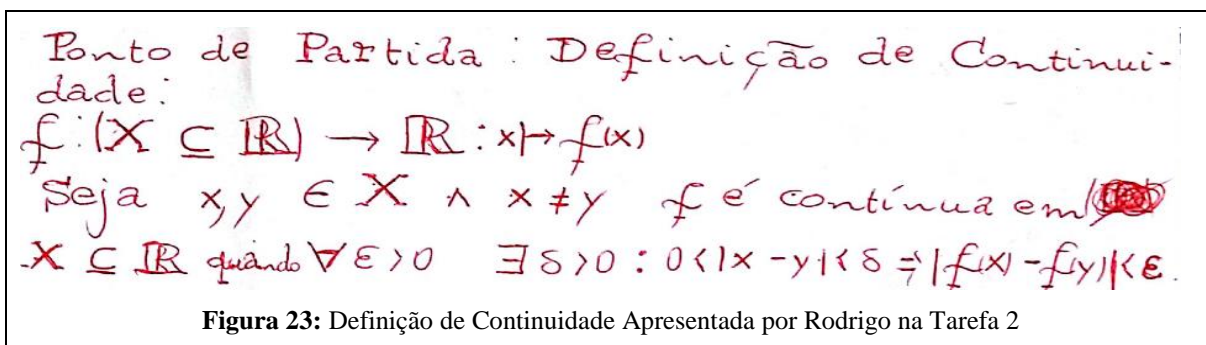 Ponto de Partida : Definição de Continui-
dade:
f:(X ⊆ ℝ) → ℝ : x ↦ f(x)
Seja x,y ∈ X ∧ x ≠ y f é contínua em
X ⊆ ℝ quando ∀ ε > 0 ∃ δ > 0 : 0 < |x - y| < δ ⇒ |f(x) - f(y)| < ε.
Figura 23: Definição de Continuidade Apresentada por Rodrigo na Tarefa 2